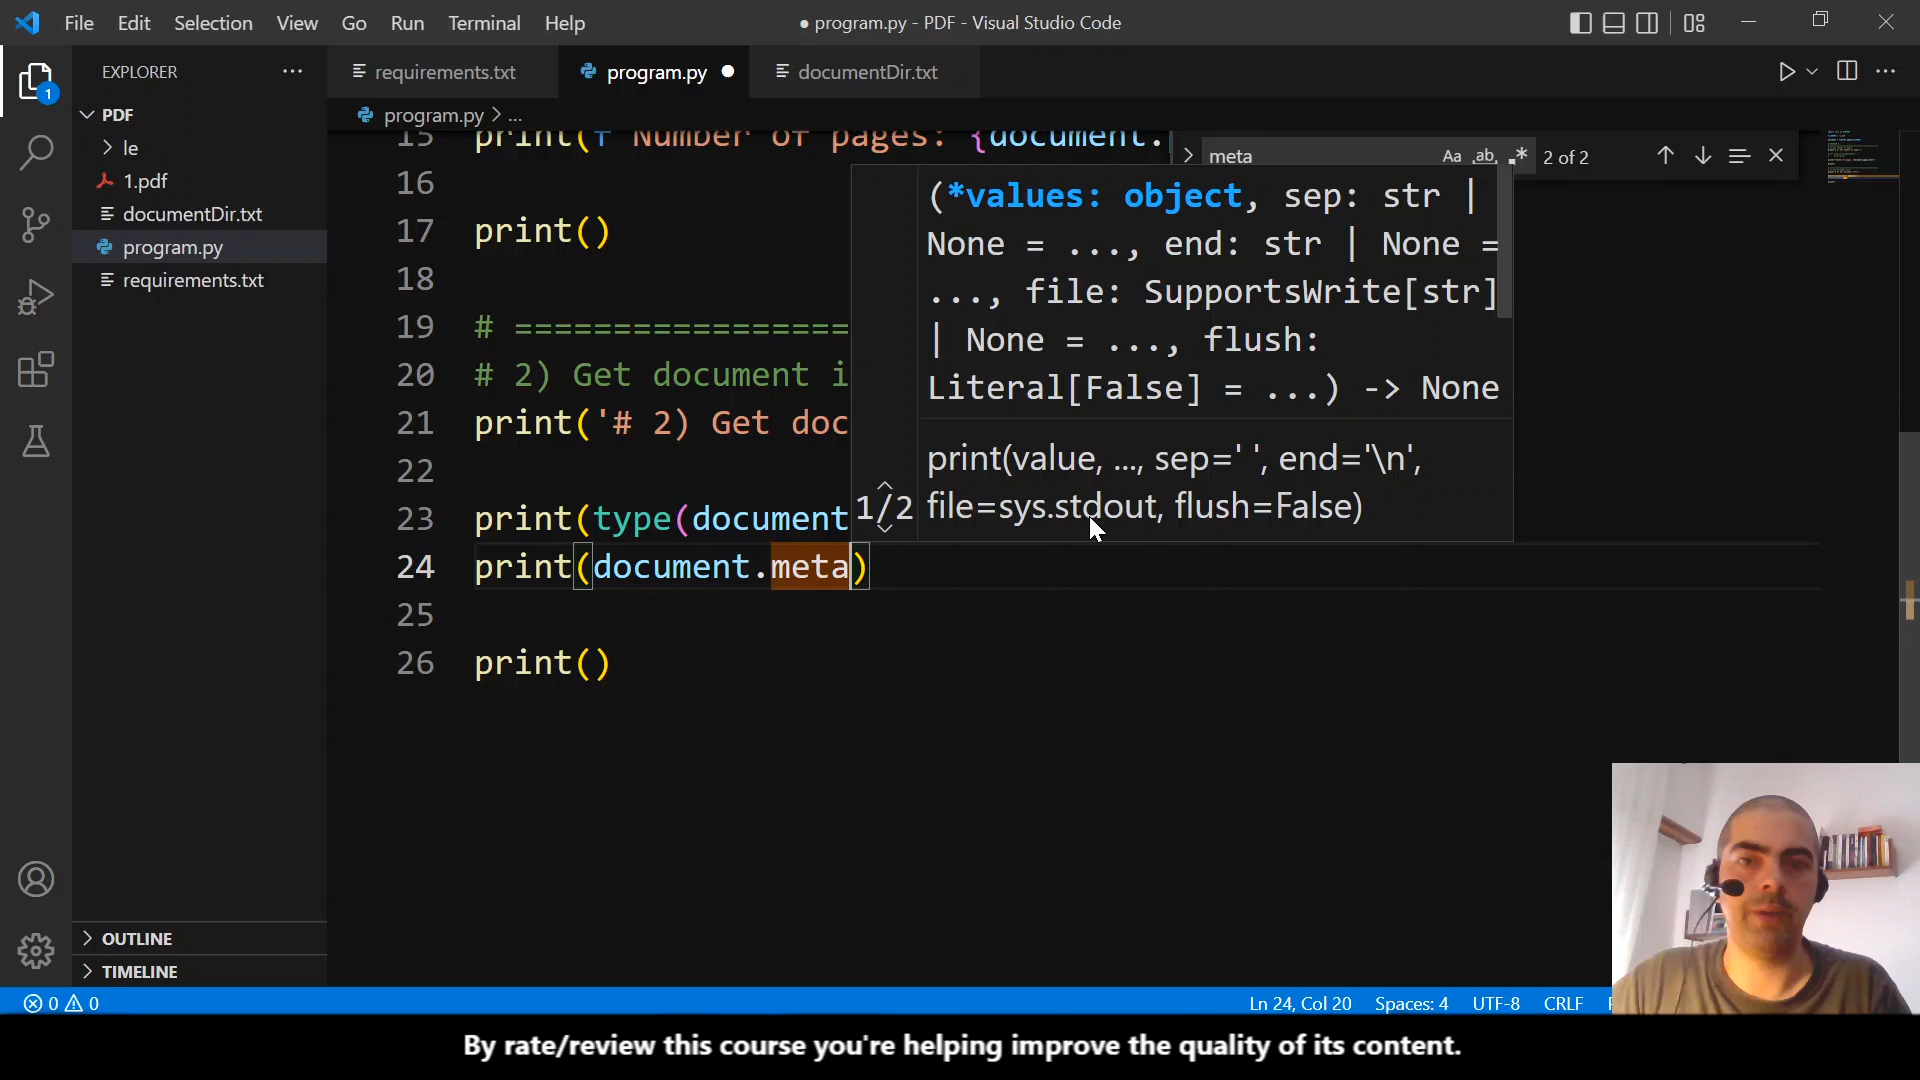 File Edit Selection View Go Run Terminal Help
● program.py - PDF - Visual Studio Code
EXPLORER
requirements.txt
program.py
documentDir.txt
PDF
le
1.pdf
documentDir.txt
program.py
requirements.txt
OUTLINE
TIMELINE
1
program.py > ...
15 print(f Number of pages: {document.
16
17 print()
18
19 # =================
20 # 2) Get document i
21 print('# 2) Get doc
22
23 print(type(document
24 print(document.meta)
25
26 print()
meta
Aa ab .* 2 of 2
(*values: object, sep: str |
None = ..., end: str | None =
..., file: SupportsWrite[str]
| None = ..., flush:
Literal[False] = ...) -> None
1/2
print(value, ..., sep=' ', end='\n',
file=sys.stdout, flush=False)
0 0
Ln 24, Col 20 Spaces: 4 UTF-8 CRLF
By rate/review this course you're helping improve the quality of its content.